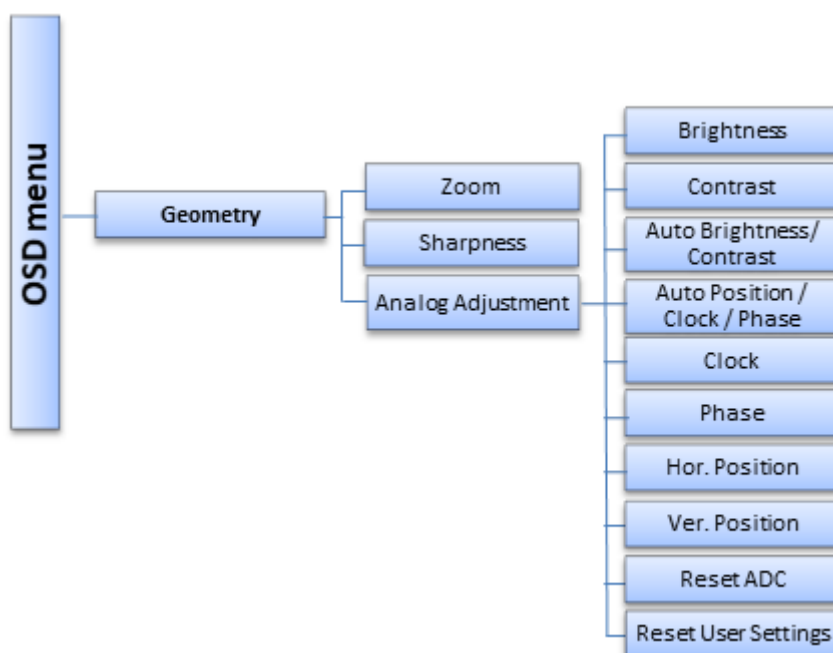 OSD menu
Geometry
Zoom
Sharpness
Analog Adjustment
Brightness
Contrast
Auto Brightness/
Contrast
Auto Position /
Clock / Phase
Clock
Phase
Hor. Position
Ver. Position
Reset ADC
Reset User Settings